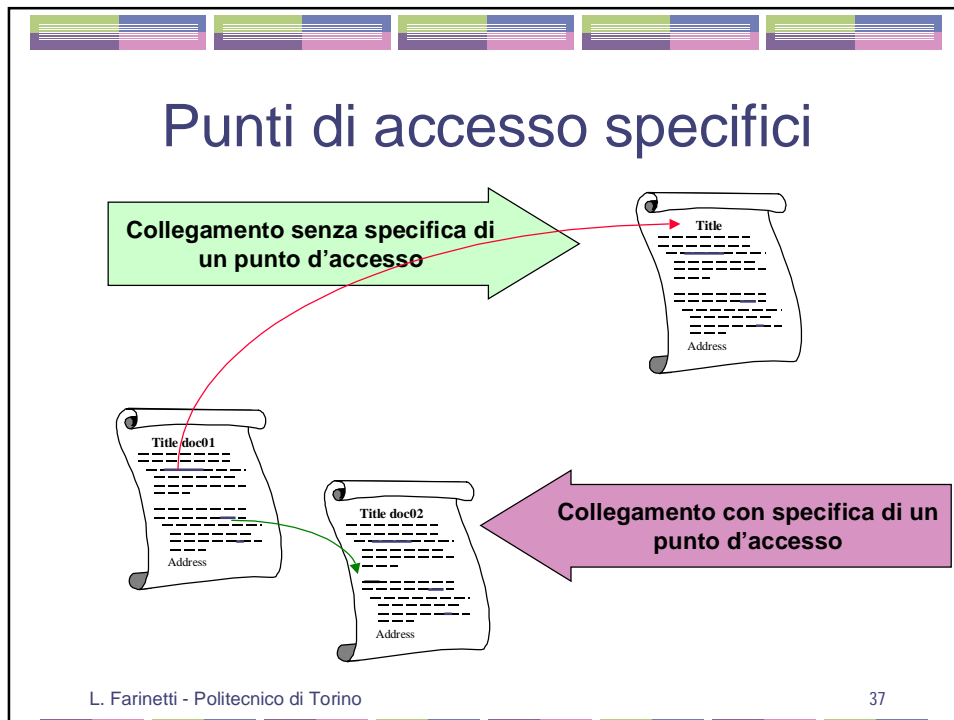 Punti di accesso specifici
Collegamento senza specifica di
un punto d'accesso
Title
Address
Title doc01
Address
Title doc02
Address
Collegamento con specifica di un
punto d'accesso
L. Farinetti - Politecnico di Torino
37